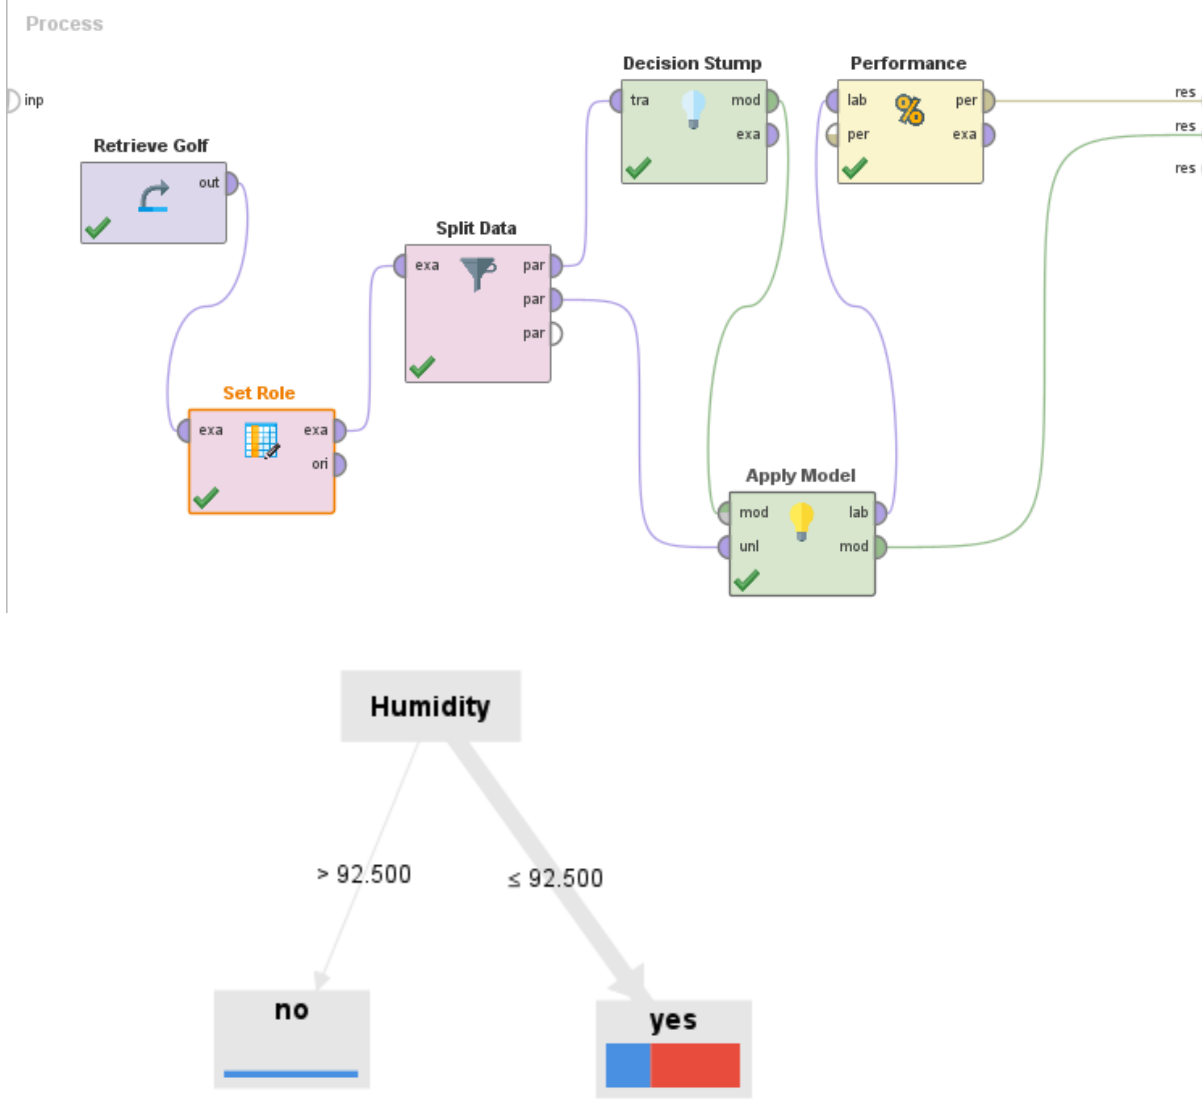 Process
inp
res
res
res
Retrieve Golf
out
Set Role
exa
exa
ori
Split Data
exa
par
par
par
Decision Stump
tra
mod
exa
Performance
lab
per
per
exa
Apply Model
mod
lab
unl
mod
Humidity
> 92.500
≤ 92.500
no
yes